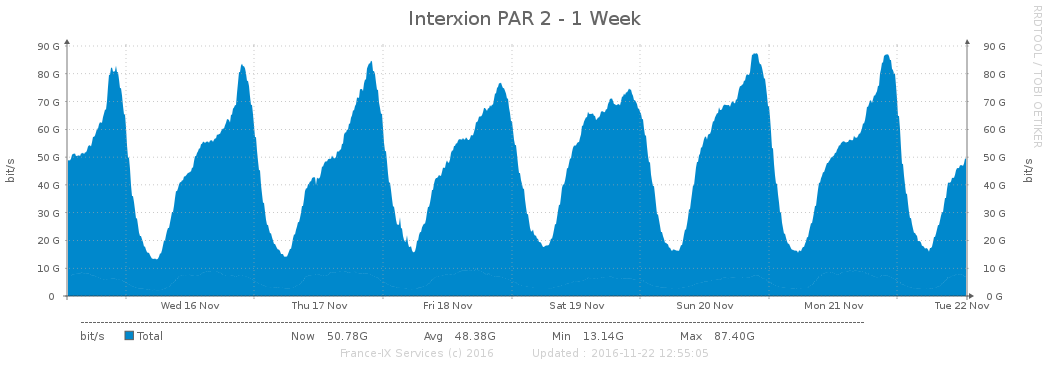 Interxion PAR 2 - 1 Week
RRDTOOL / TOBI OETIKER
90 G 90 G
80 G 80 G
70 G 70 G
60 G 60 G
50 G 50 G
40 G 40 G
30 G 30 G
20 G 20 G
10 G 10 G
0 0 G
bit/s
bit/s
Wed 16 Nov Thu 17 Nov Fri 18 Nov Sat 19 Nov Sun 20 Nov Mon 21 Nov Tue 22 Nov
bit/s Total Now 50.78G Avg 48.38G Min 13.14G Max 87.40G
France-IX Services (c) 2016 Updated : 2016-11-22 12:55:05